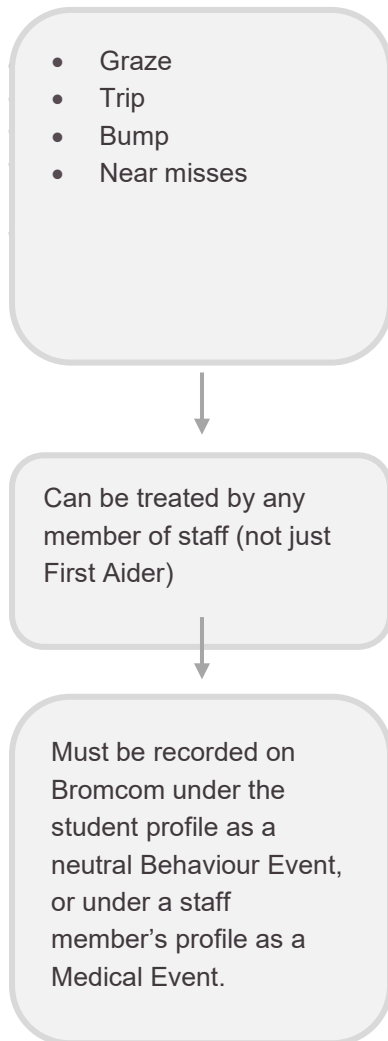 • Graze
• Trip
• Bump
• Near misses
Can be treated by any
member of staff (not just
First Aider)
Must be recorded on
Bromcom under the
student profile as a
neutral Behaviour Event,
or under a staff
member’s profile as a
Medical Event.